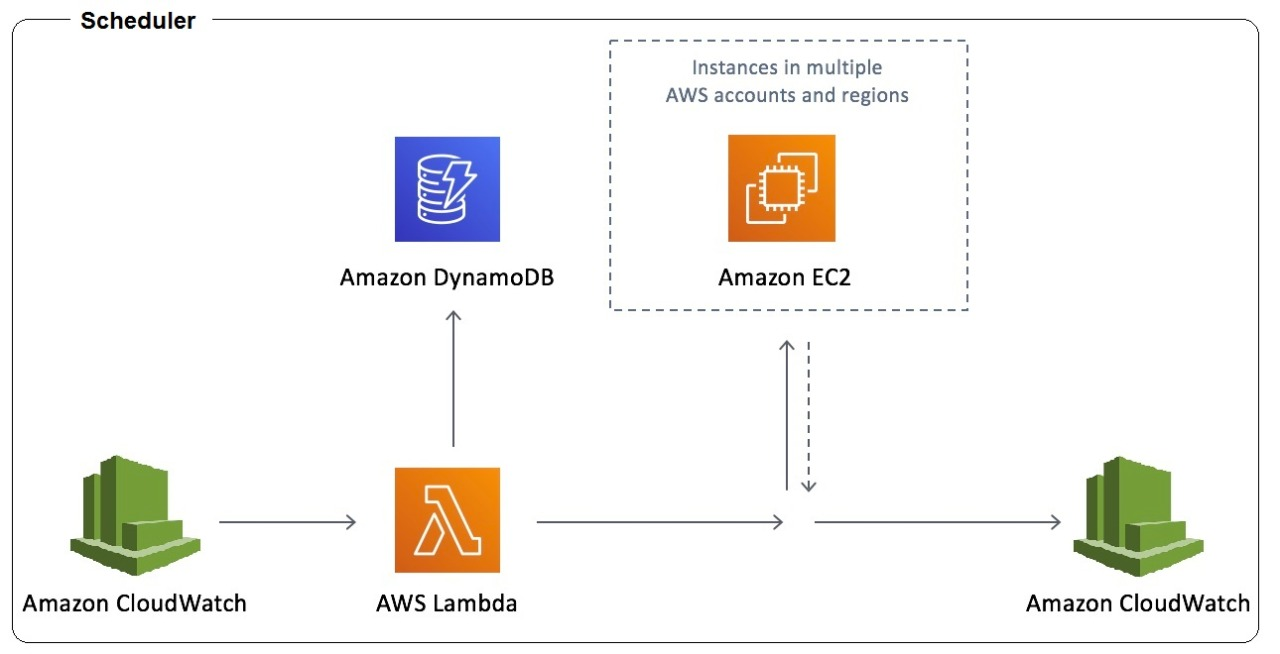 Scheduler
Instances in multiple
AWS accounts and regions
Amazon DynamoDB
Amazon EC2
Amazon CloudWatch
AWS Lambda
Amazon CloudWatch